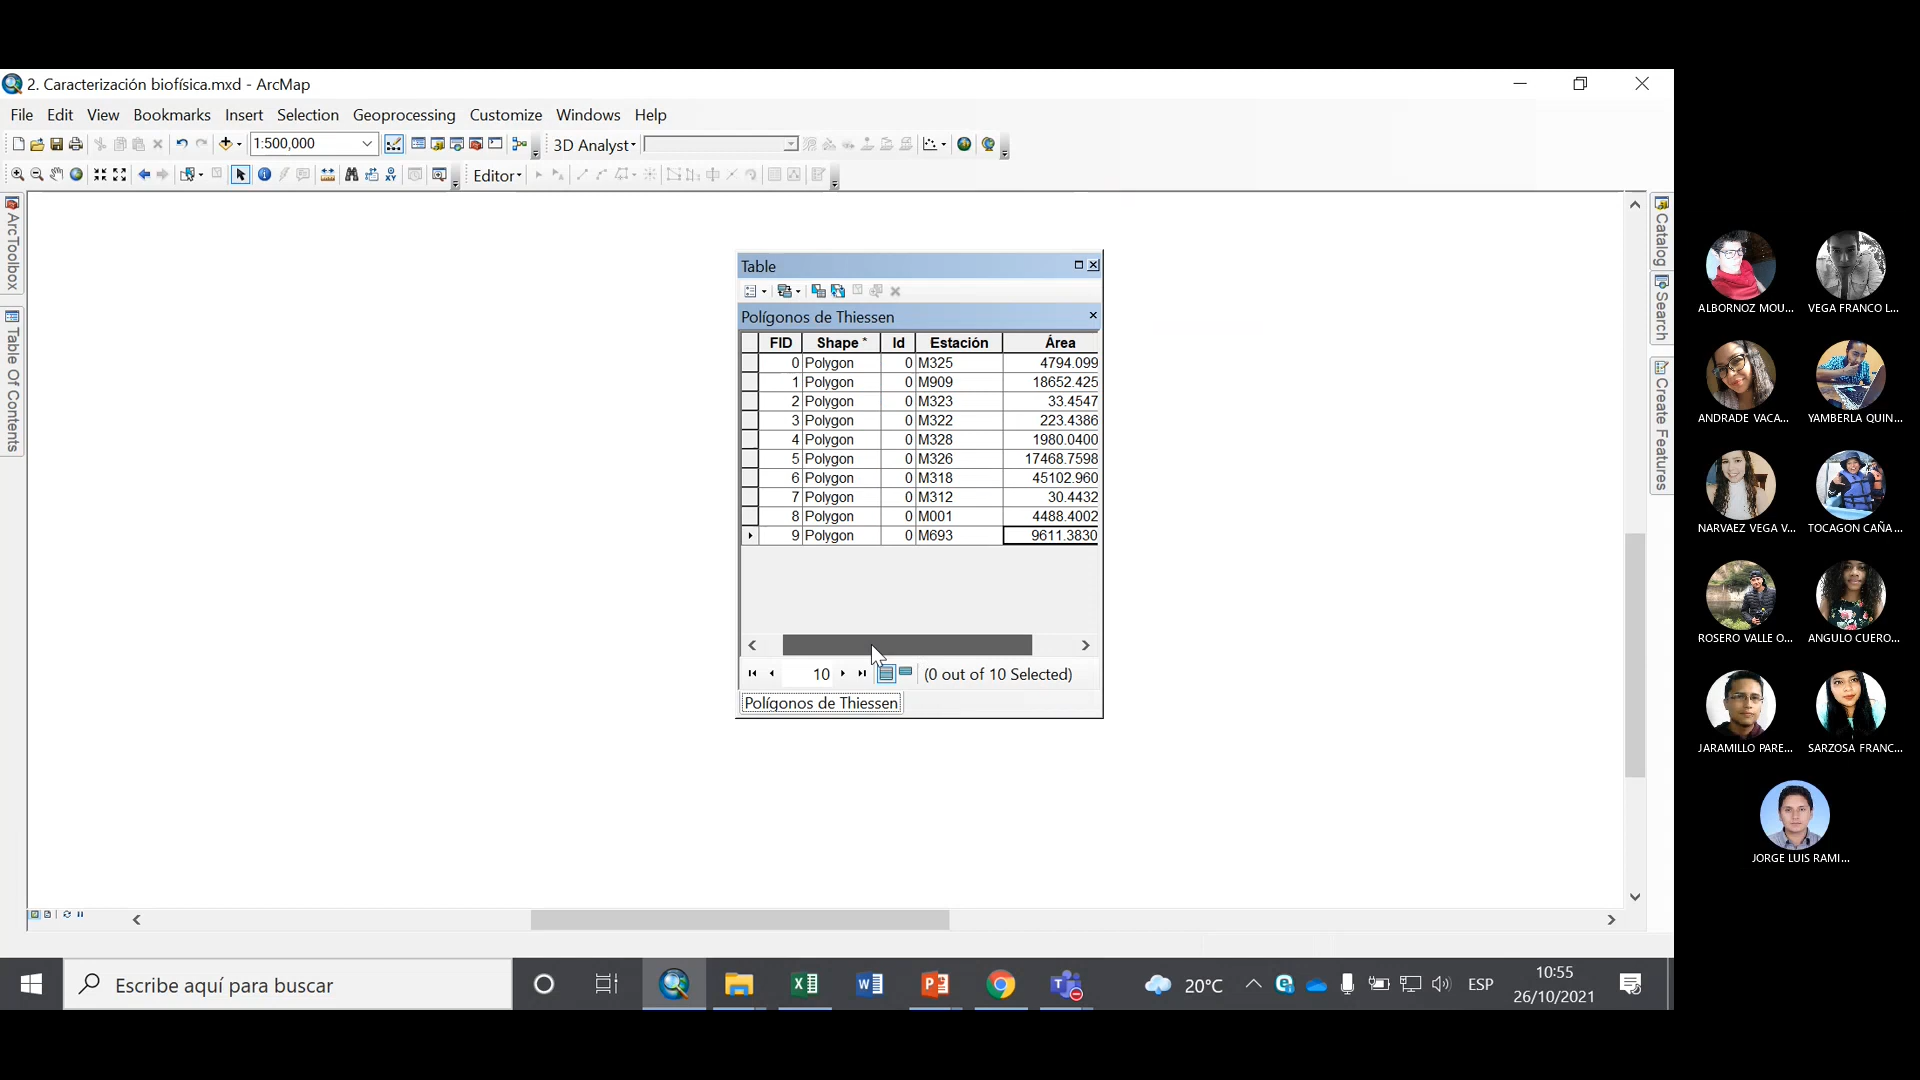 2. Caracterización biofísica.mxd - ArcMap
File Edit View Bookmarks Insert Selection Geoprocessing Customize Windows Help
1:500,000 3D Analyst
Editor
ArcToolbox
Table Of Contents
Table
Polígonos de Thiessen
FID Shape * Id Estación Área
0 Polygon 0 M325 4794.099
1 Polygon 0 M909 18652.425
2 Polygon 0 M323 33.4547
3 Polygon 0 M322 223.4386
4 Polygon 0 M328 1980.0400
5 Polygon 0 M326 17468.7598
6 Polygon 0 M318 45102.960
7 Polygon 0 M312 30.4432
8 Polygon 0 M001 4488.4002
9 Polygon 0 M693 9611.3830
10 (0 out of 10 Selected)
Polígonos de Thiessen
Catalog
Search
Create Features
ALBORNOZ MOU... VEGA FRANCO L...
ANDRADE VACA... YAMBERLA QUIN...
NARVAEZ VEGA V... TOCAGON CAÑA...
ROSERO VALLE O... ANGULO CUERO...
JARAMILLO PARE... SARZOSA FRANC...
JORGE LUIS RAMI...
Escribe aquí para buscar
20°C ESP 10:55
26/10/2021